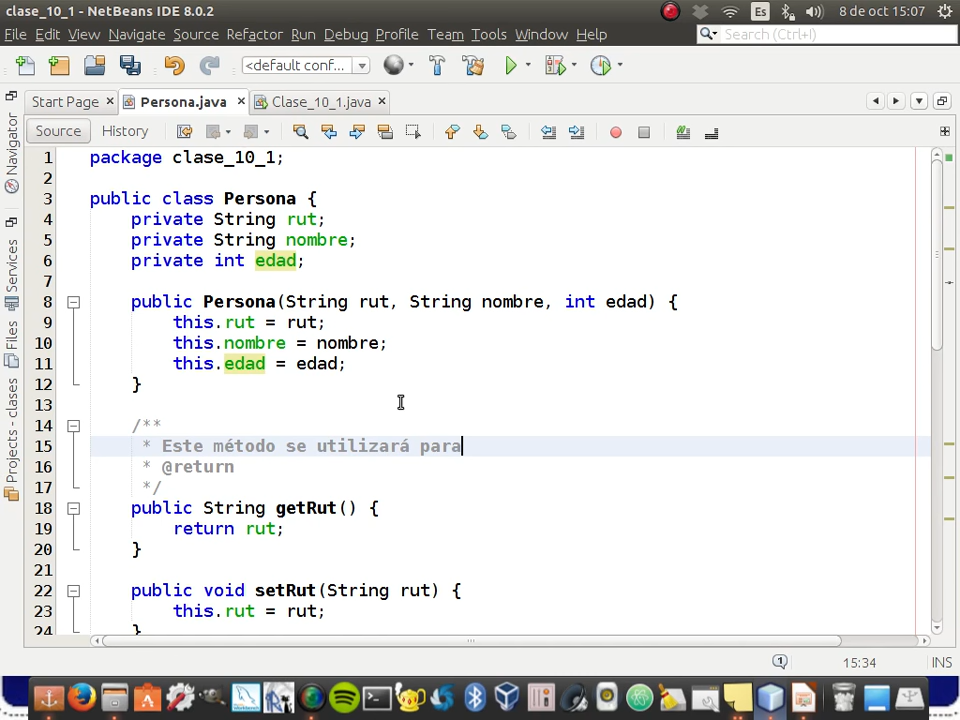 clase_10_1 - NetBeans IDE 8.0.2
Es
8 de oct 15:07
File Edit View Navigate Source Refactor Run Debug Profile Team Tools Window Help
Search (Ctrl+I)
<default conf...
Start Page
Persona.java
Clase_10_1.java
Source
History
Navigator
Services
Files
Projects - clases
1 package clase_10_1;
2
3 public class Persona {
4 private String rut;
5 private String nombre;
6 private int edad;
7
8 public Persona(String rut, String nombre, int edad) {
9 this.rut = rut;
10 this.nombre = nombre;
11 this.edad = edad;
12 }
13
14 /**
15 * Este método se utilizará para
16 * @return
17 */
18 public String getRut() {
19 return rut;
20 }
21
22 public void setRut(String rut) {
23 this.rut = rut;
24 }
1
15:34
INS